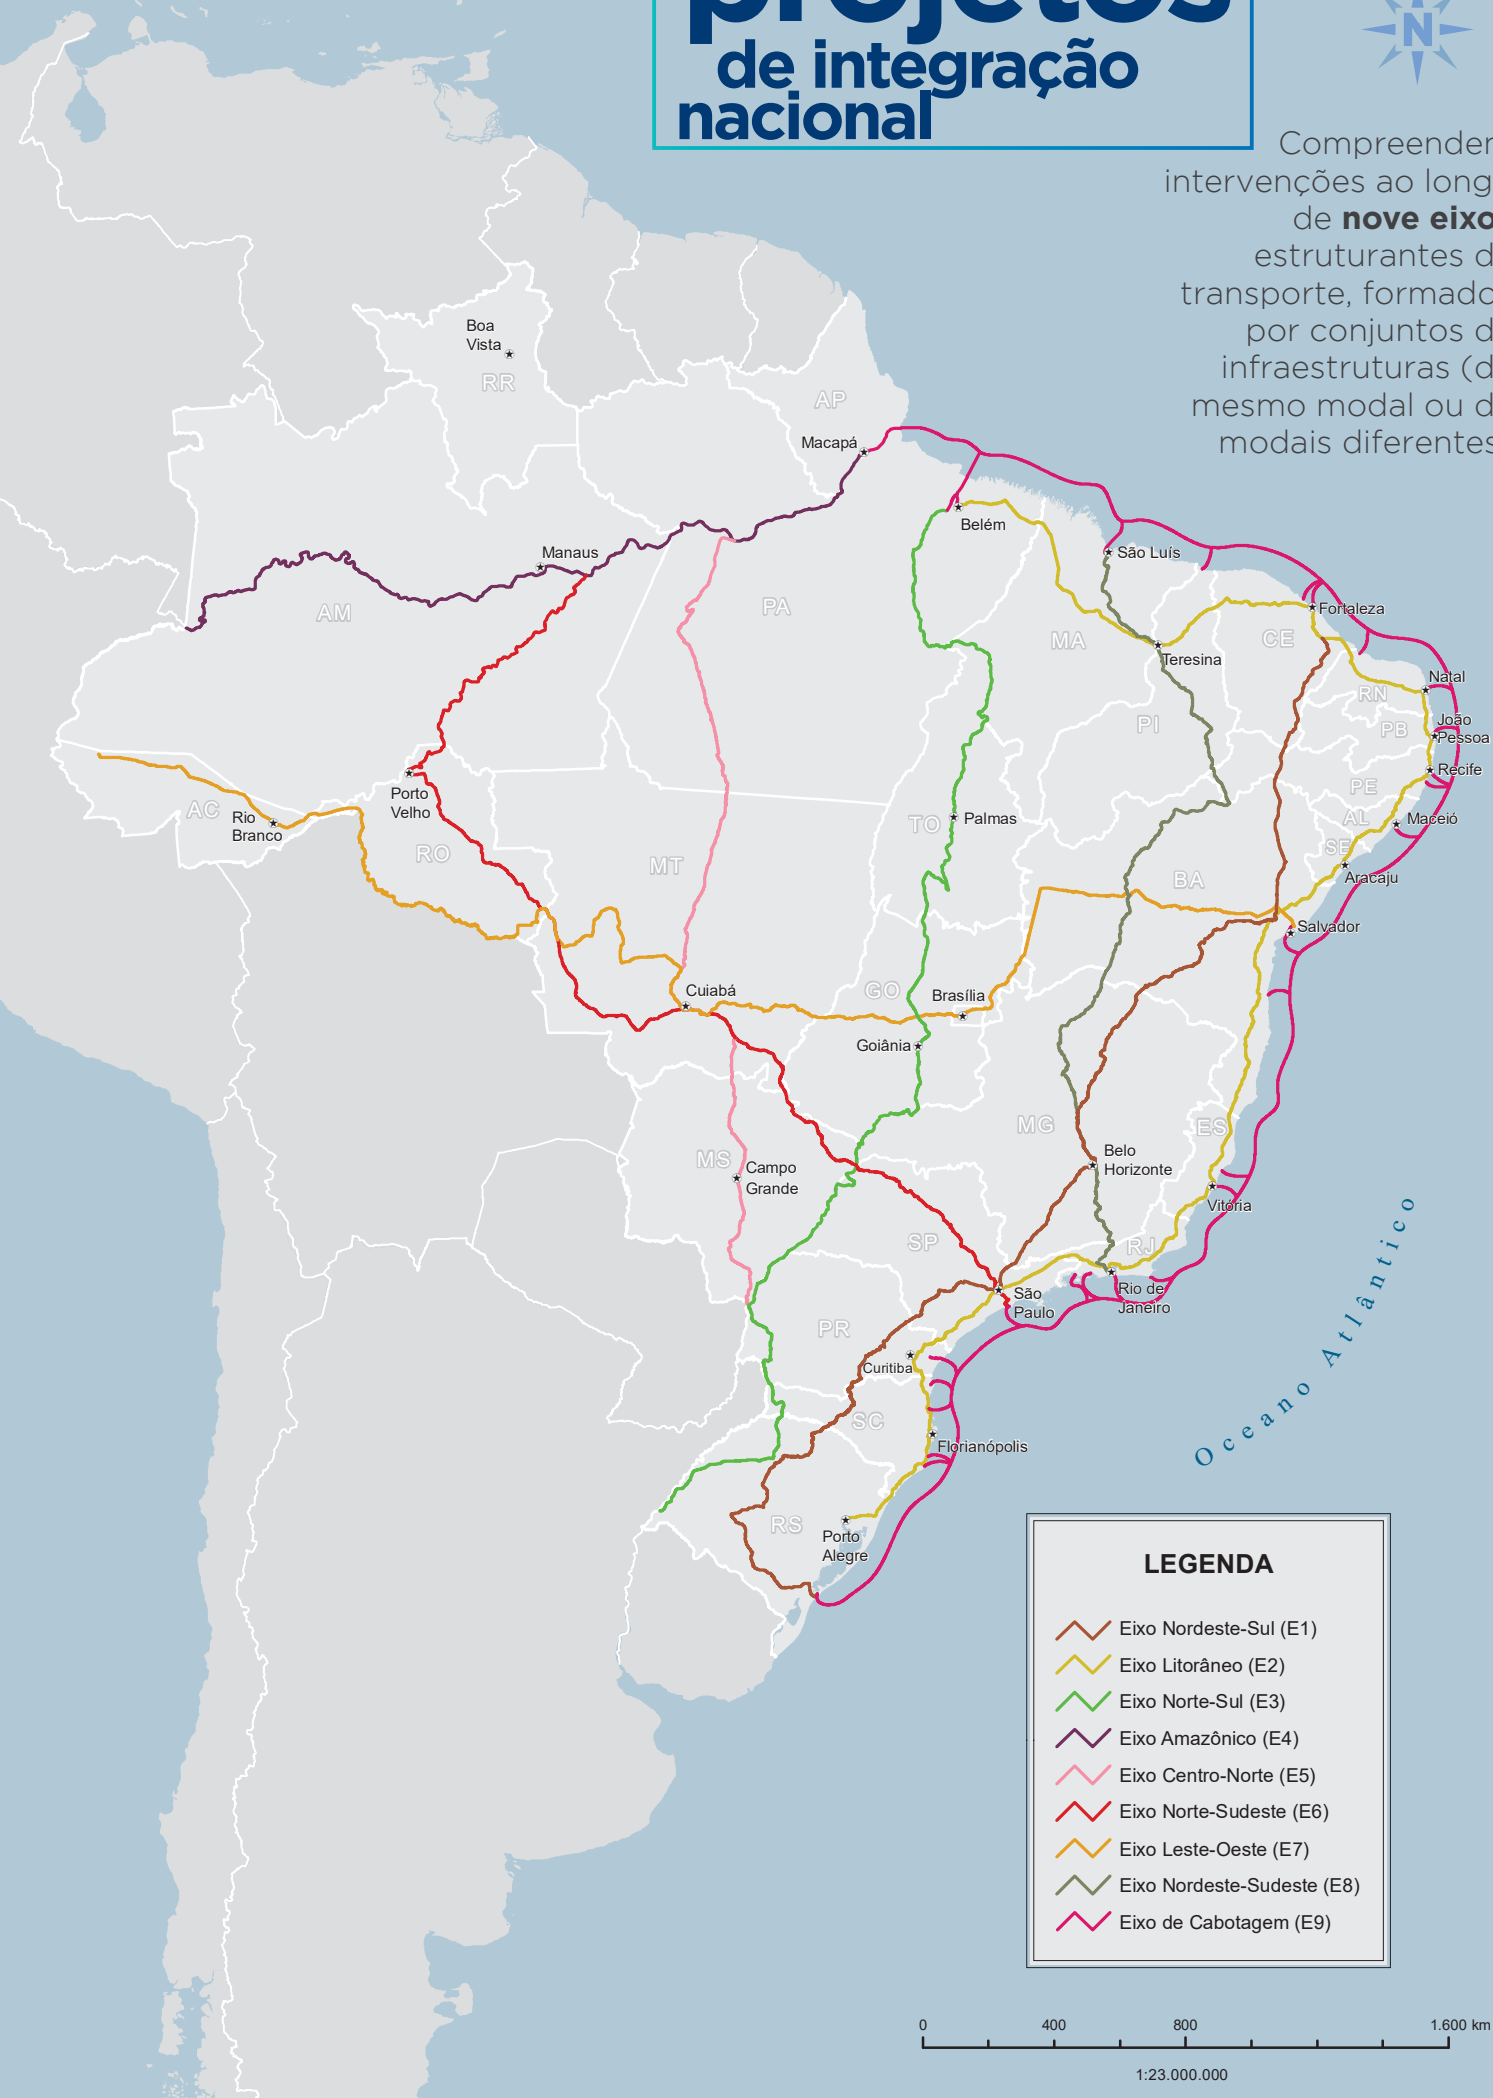 projetos
de integração
nacional
N
Compreender
intervenções ao long
de nove eixo
estruturantes d
transporte, formado
por conjuntos d
infraestruturas (d
mesmo modal ou d
modais diferentes
Boa
Vista
RR
AP
Macapá
Belém
Manaus
São Luís
AM
PA
MA
CE
Fortaleza
Teresina
Natal
RN
João
Pessoa
PI
PB
Recife
PE
Porto
Velho
AC
Rio
Branco
TO
Palmas
AL
Maceió
RO
MT
SE
Aracaju
BA
Salvador
Cuiabá
GO
Brasília
Goiânia
MG
ES
MS
Campo
Grande
Belo
Horizonte
Vitória
SP
RJ
São
Paulo
Rio de
Janeiro
Oceano Atlântico
PR
Curitiba
SC
Florianópolis
RS
Porto
Alegre
LEGENDA
Eixo Nordeste-Sul (E1)
Eixo Litorâneo (E2)
Eixo Norte-Sul (E3)
Eixo Amazônico (E4)
Eixo Centro-Norte (E5)
Eixo Norte-Sudeste (E6)
Eixo Leste-Oeste (E7)
Eixo Nordeste-Sudeste (E8)
Eixo de Cabotagem (E9)
0 400 800 1.600 km
1:23.000.000